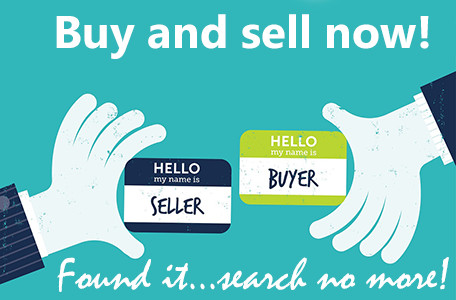 Buy and sell now!
HELLO
my name is
SELLER
HELLO
my name is
BUYER
Found it...search no more!